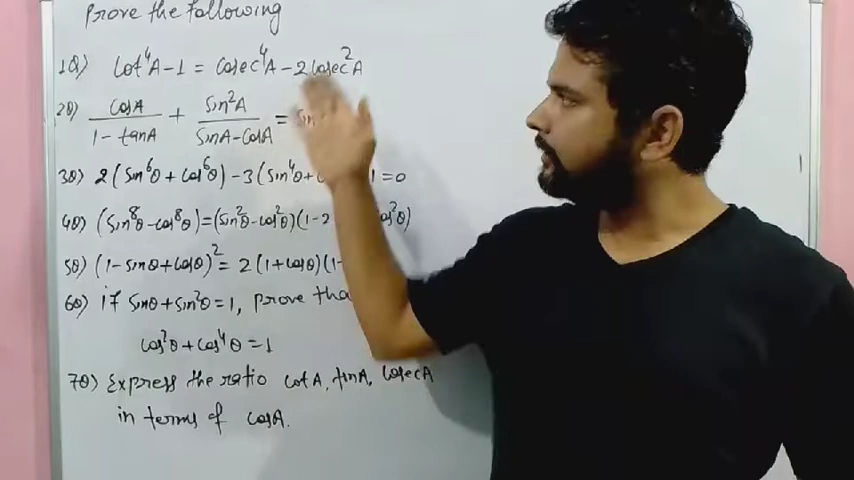 Prove the following
1Q) Cot⁴A-1 = Cosec⁴A-2Cosec²A
2Q) CosA/1-tanA + Sin²A/SinA-CosA = Sin
3Q) 2(Sin⁶θ+Cos⁶θ)-3(Sin⁴θ+ 1=0
4Q) (Sin⁸θ-Cos⁸θ)=(Sin²θ-Cos²θ)(1-2 Cos²θ)
5Q) (1-Sinθ+Cosθ)²=2(1+Cosθ)(1-
6Q) if Sinθ+Sin²θ=1, prove tha
Cos²θ+Cos⁴θ=1
7Q) Express the ratio CotA, tanA, CosecA
in terms of CosA.